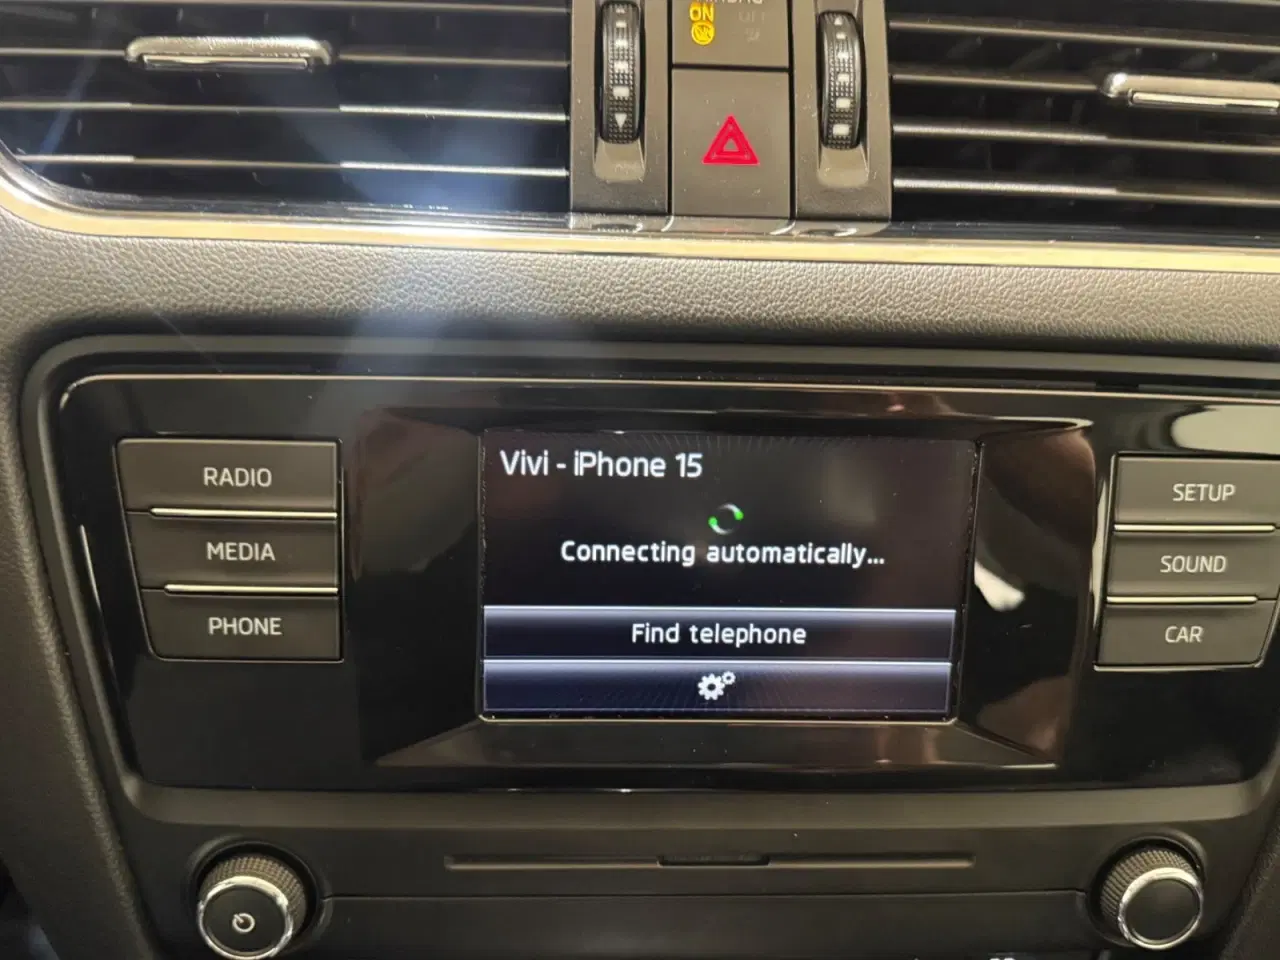 ON
RADIO
MEDIA
PHONE
Vivi - iPhone 15
Connecting automatically...
Find telephone
SETUP
SOUND
CAR